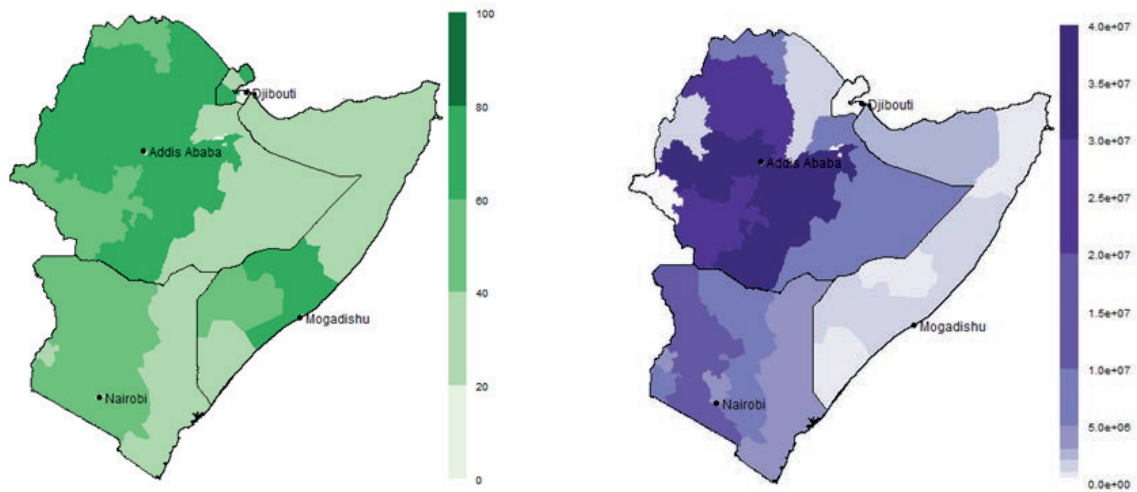 100
80
60
40
20
0
Djibouti
Addis Ababa
Mogadishu
Nairobi
4.0e+07
3.5e+07
3.0e+07
2.5e+07
2.0e+07
1.5e+07
1.0e+07
5.0e+06
0.0e+00
Djibouti
Addis Ababa
Mogadishu
Nairobi